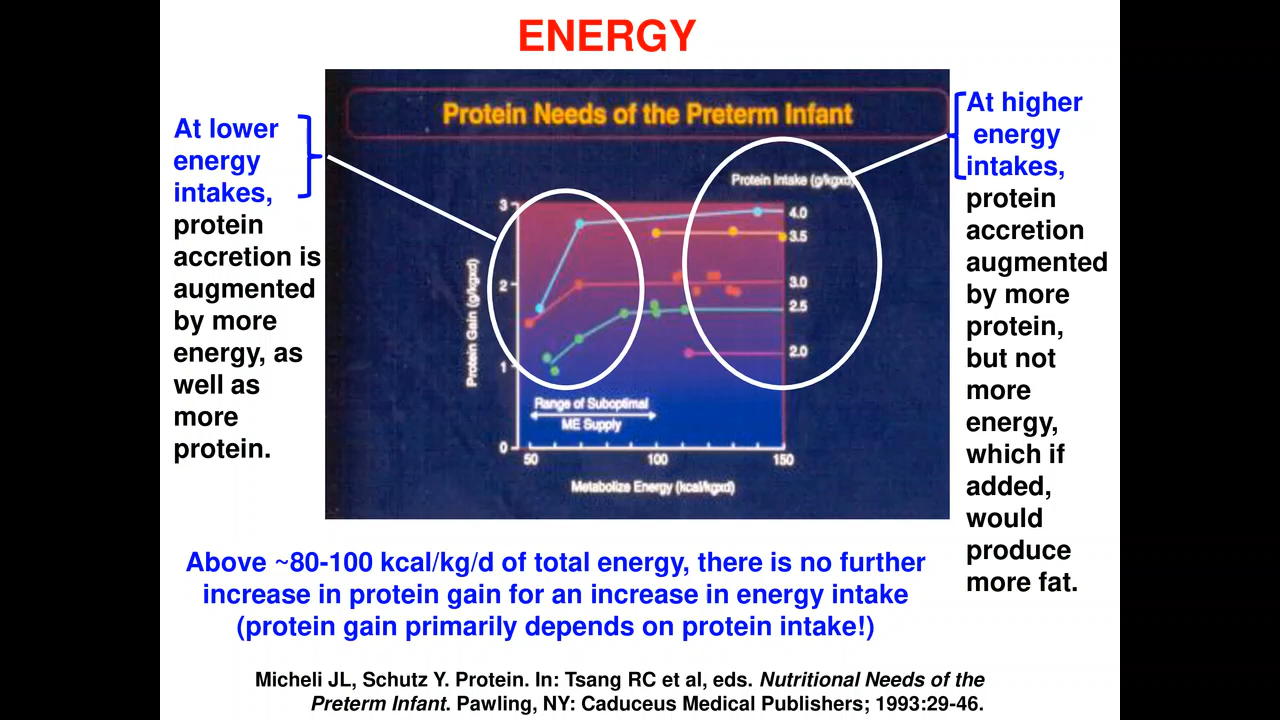 ENERGY
At lower
energy
intakes,
protein
accretion is
augmented
by more
energy, as
well as
more
protein.
Protein Needs of the Preterm Infant
Protein Intake (g/kgxd)
4.0
3.5
3.0
2.5
2.0
Protein Gain (g/kgxd)
3
2
1
0
Range of Suboptimal
ME Supply
50 100 150
Metabolize Energy (kcal/kgxd)
At higher
energy
intakes,
protein
accretion
augmented
by more
protein,
but not
more
energy,
which if
added,
would
produce
more fat.
Above ~80-100 kcal/kg/d of total energy, there is no further
increase in protein gain for an increase in energy intake
(protein gain primarily depends on protein intake!)
Micheli JL, Schutz Y. Protein. In: Tsang RC et al, eds. Nutritional Needs of the
Preterm Infant. Pawling, NY: Caduceus Medical Publishers; 1993:29-46.